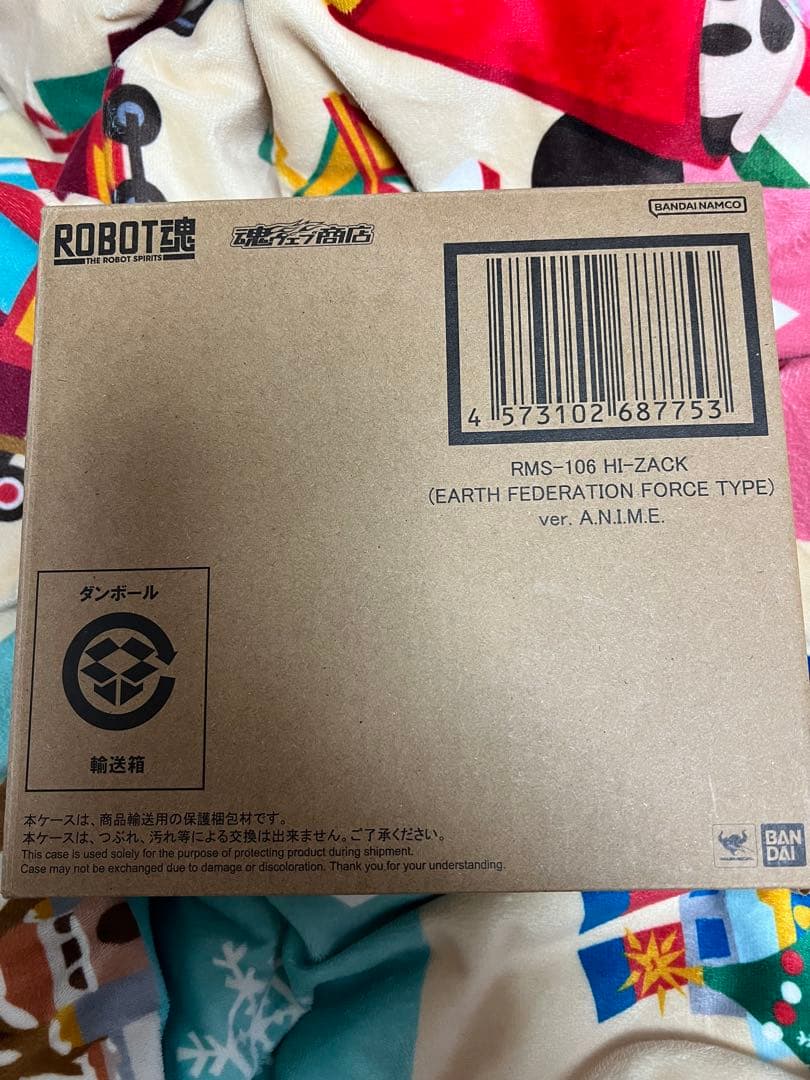 ROBOT魂
THE ROBOT SPIRITS
魂ウェブ商店
BANDAI NAMCO
4 573102 687753
RMS-106 HI-ZACK
(EARTH FEDERATION FORCE TYPE)
ver. A.N.I.M.E.
ダンボール
輸送箱
本ケースは、商品輸送用の保護梱包材です。
本ケースは、つぶれ、汚れ等による交換は出来ません。ご了承ください。
This case is used solely for the purpose of protecting product during shipment.
Case may not be exchanged due to damage or discoloration. Thank you for your understanding.
BAN
DAI